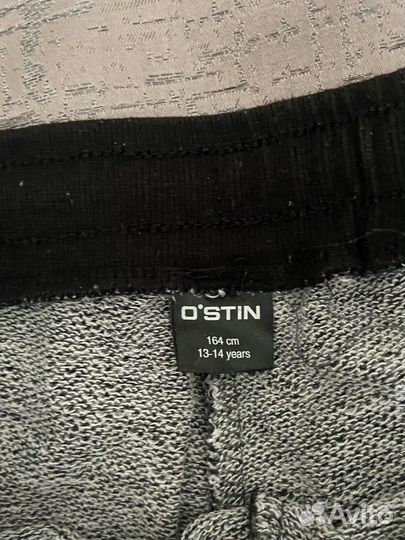 O'STIN
164 cm
13-14 years
Avito